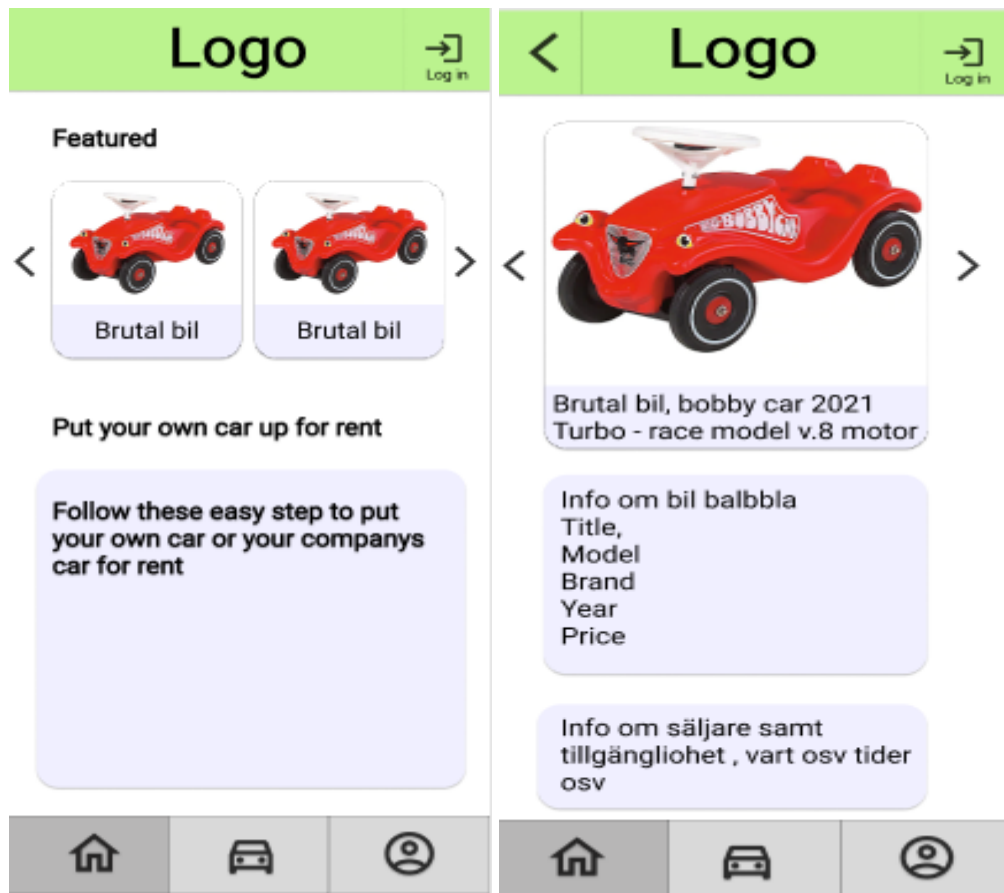 Logo
Log in
Featured
Brutal bil
Brutal bil
Put your own car up for rent
Follow these easy step to put
your own car or your companys
car for rent
Logo
Log in
BIG-BOBBY CAR
Brutal bil, bobby car 2021
Turbo - race model v.8 motor
Info om bil balbbla
Title,
Model
Brand
Year
Price
Info om säljare samt
tillgängliohet , vart osv tider
osv